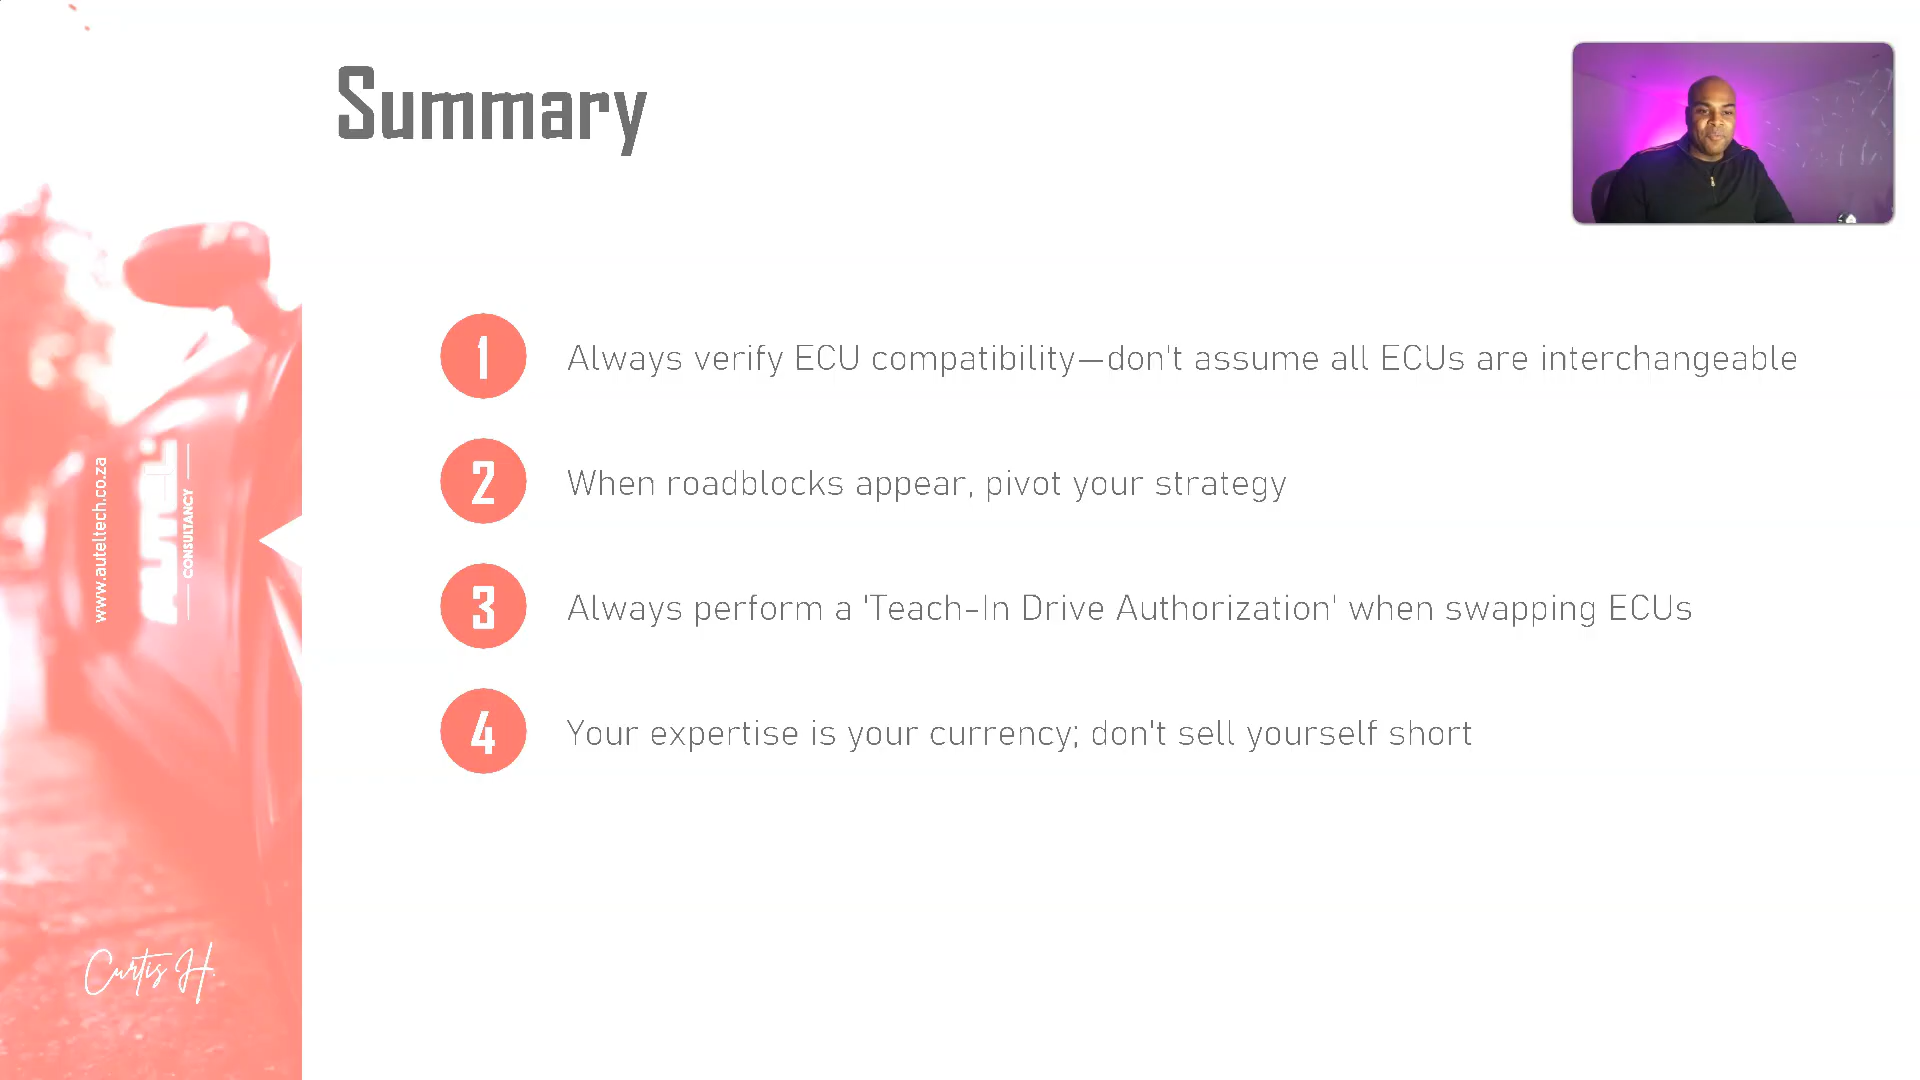 Summary
1
Always verify ECU compatibility—don't assume all ECUs are interchangeable
2
When roadblocks appear, pivot your strategy
3
Always perform a 'Teach-In Drive Authorization' when swapping ECUs
4
Your expertise is your currency; don't sell yourself short
www.auteltech.co.za
AUTEL.
CONSULTANCY
Curtis H.